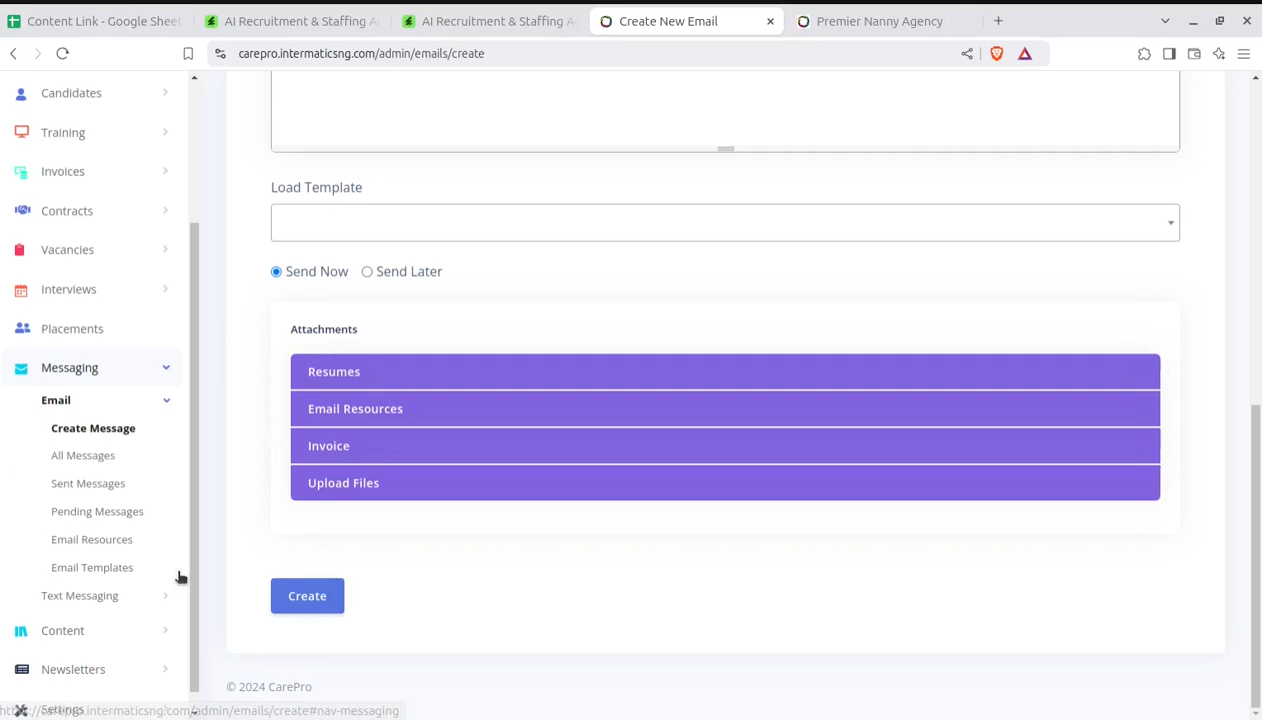 Content Link - Google Sheet
AI Recruitment & Staffing A
AI Recruitment & Staffing A
Create New Email
Premier Nanny Agency
carepro.intermaticsng.com/admin/emails/create
Candidates
Training
Invoices
Contracts
Vacancies
Interviews
Placements
Messaging
Email
Create Message
All Messages
Sent Messages
Pending Messages
Email Resources
Email Templates
Text Messaging
Content
Newsletters
Settings
Load Template
Send Now
Send Later
Attachments
Resumes
Email Resources
Invoice
Upload Files
Create
© 2024 CarePro
https://carepro.intermaticsng.com/admin/emails/create#nav-messaging